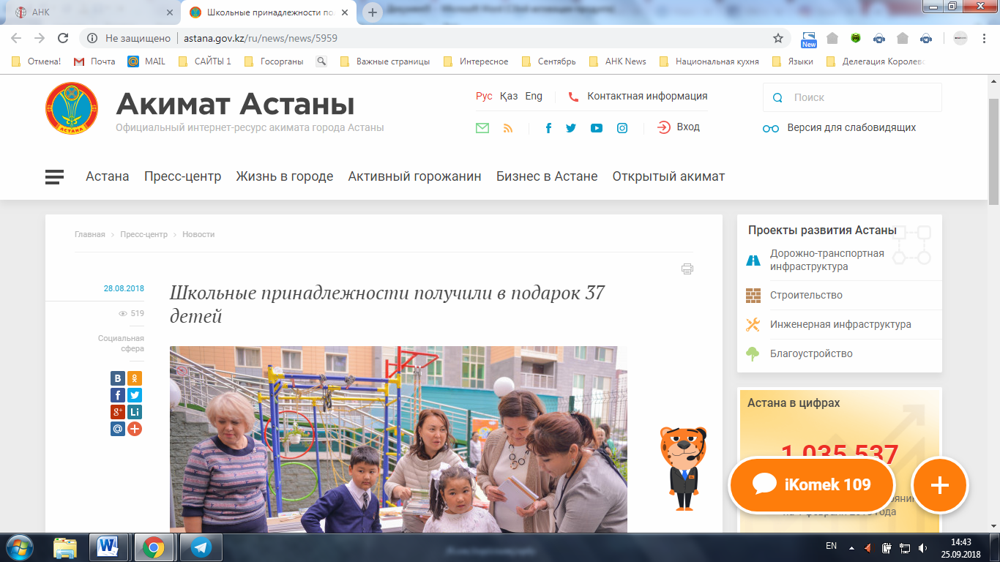 АНК
Школьные принадлежности по
Не защищено | astana.gov.kz/ru/news/news/5959
New
Отмена! Почта MAIL САЙТЫ 1 Госорганы Важные страницы Интересное Сентябрь АНК News Национальная кухня Языки Делегация Королевс
Акимат Астаны
Официальный интернет-ресурс акимата города Астаны
АСТАНА
Рус Қаз Eng Контактная информация
Поиск
Вход
Версия для слабовидящих
Астана Пресс-центр Жизнь в городе Активный горожанин Бизнес в Астане Открытый акимат
Главная > Пресс-центр > Новости
28.08.2018
519
Социальная
сфера
Школьные принадлежности получили в подарок 37
детей
Проекты развития Астаны
Дорожно-транспортная
инфраструктура
Строительство
Инженерная инфраструктура
Благоустройство
Астана в цифрах
1 035 537
iKomek 109
года
EN
14:43
25.09.2018